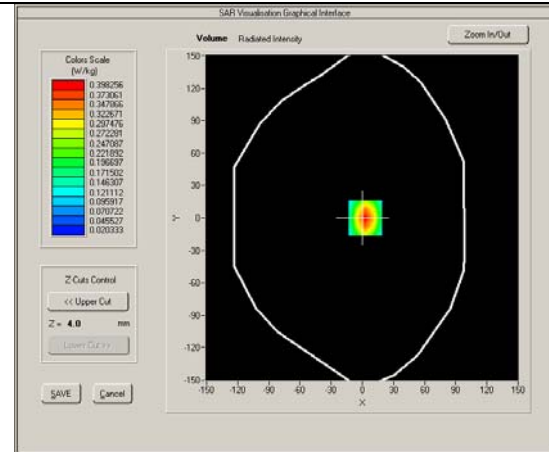 SAR Visualisation Graphical Interface
Volume Radiated Intensity
Zoom In/Out
Colors Scale
(W/kg)
0.398256
0.373061
0.347866
0.322671
0.297476
0.272281
0.247087
0.221892
0.196697
0.171502
0.146307
0.121112
0.095917
0.070722
0.045527
0.020333
Z Cuts Control
<< Upper Cut
Z = 4.0 mm
Lower Cut >>
SAVE Cancel
150
120
90
60
30
0
-30
-60
-90
-120
-150
Y
-150 -120 -90 -60 -30 0 30 60 90 120 150
X